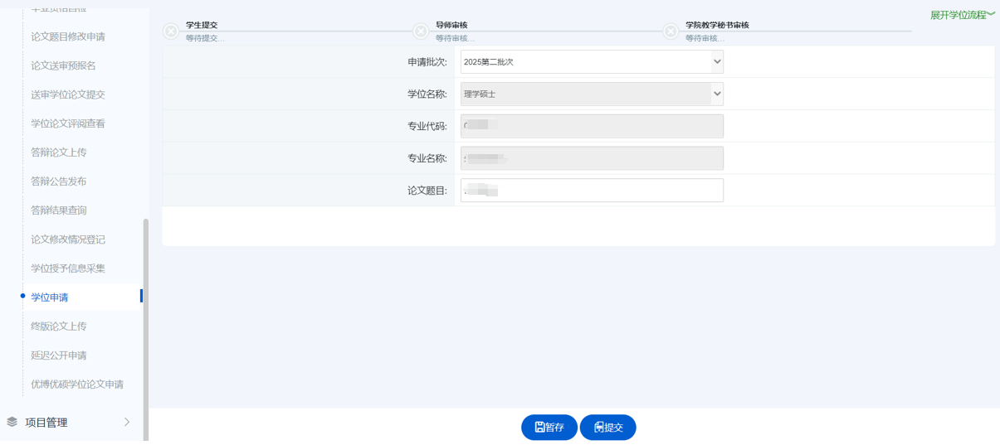 论文题目修改申请
论文送审预报名
送审学位论文提交
学位论文评阅查看
答辩论文上传
答辩公告发布
答辩结果查询
论文修改情况登记
学位授予信息采集
学位申请
终版论文上传
延迟公开申请
优博优硕学位论文申请
项目管理
展开学位流程
学生提交
等待提交...
导师审核
等待审核...
学院教学秘书审核
等待审核...
申请批次: 2025第二批次
学位名称: 理学硕士
专业代码:
专业名称:
论文题目:
暂存 提交